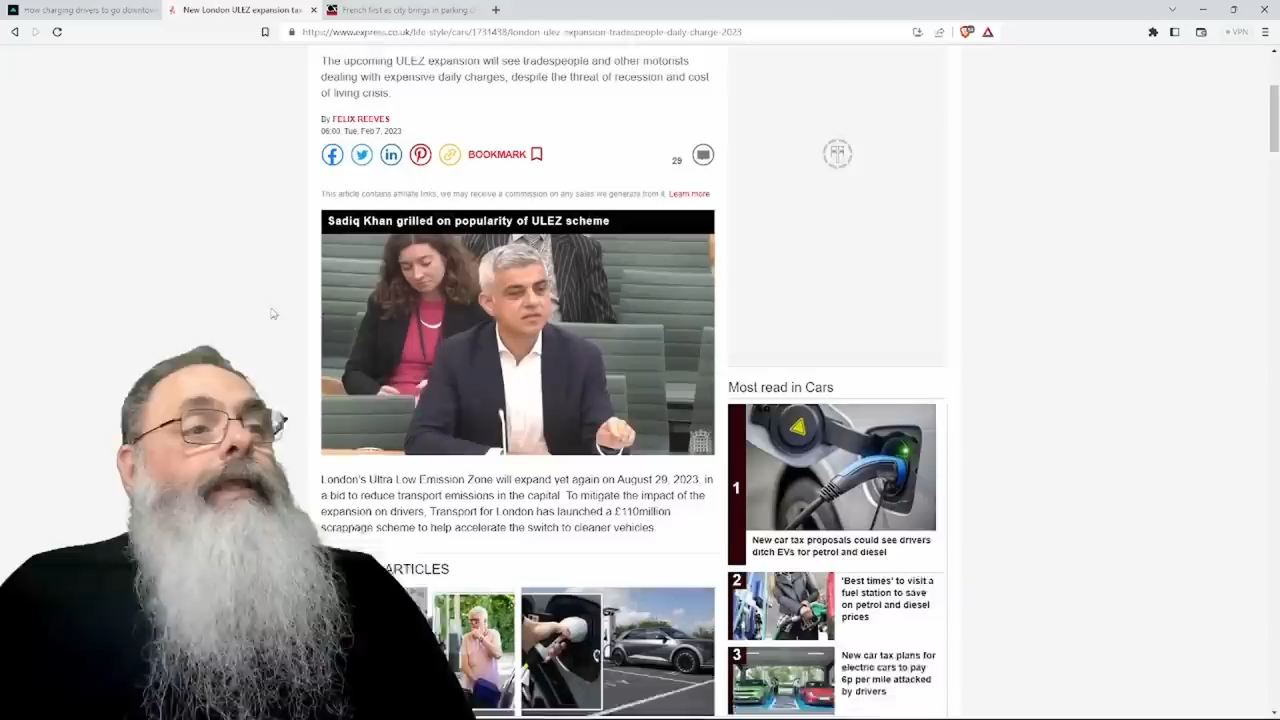 How charging drivers to go downtown
New London ULEZ expansion tax
French first as city brings in parking c
https://www.express.co.uk/life-style/cars/1731438/london-ulez-expansion-tradespeople-daily-charge-2023
VPN
The upcoming ULEZ expansion will see tradespeople and other motorists
dealing with expensive daily charges, despite the threat of recession and cost
of living crisis.
By FELIX REEVES
06:00, Tue, Feb 7, 2023
BOOKMARK
29
This article contains affiliate links, we may receive a commission on any sales we generate from it. Learn more
Sadiq Khan grilled on popularity of ULEZ scheme
London's Ultra Low Emission Zone will expand yet again on August 29, 2023, in
a bid to reduce transport emissions in the capital. To mitigate the impact of the
expansion on drivers, Transport for London has launched a £110million
scrappage scheme to help accelerate the switch to cleaner vehicles.
ARTICLES
Most read in Cars
1
New car tax proposals could see drivers
ditch EVs for petrol and diesel
2
'Best times' to visit a
fuel station to save
on petrol and diesel
prices
3
New car tax plans for
electric cars to pay
6p per mile attacked
by drivers